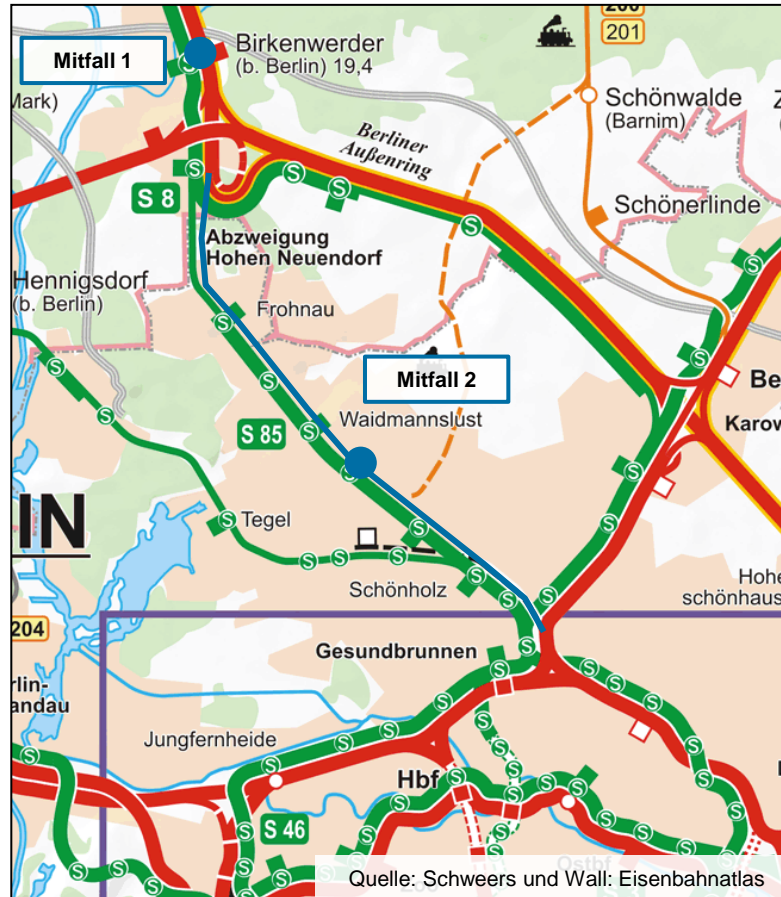 200
201
Mitfall 1
Birkenwerder
(b. Berlin) 19,4
Mark)
Schönwalde
(Barnim)
Z
Berliner
Außenring
S 8
Schönerlinde
Abzweigung
Hohen Neuendorf
Hennigsdorf
(b. Berlin)
Frohnau
Mitfall 2
Be
Waidmannslust
Karow
S 85
IN
Tegel
Schönholz
Hohe
schönhaus
204
Gesundbrunnen
rlin-
andau
Jungfernheide
Hbf
S 46
Ostbf
Zoo
Quelle: Schweers und Wall: Eisenbahnatlas